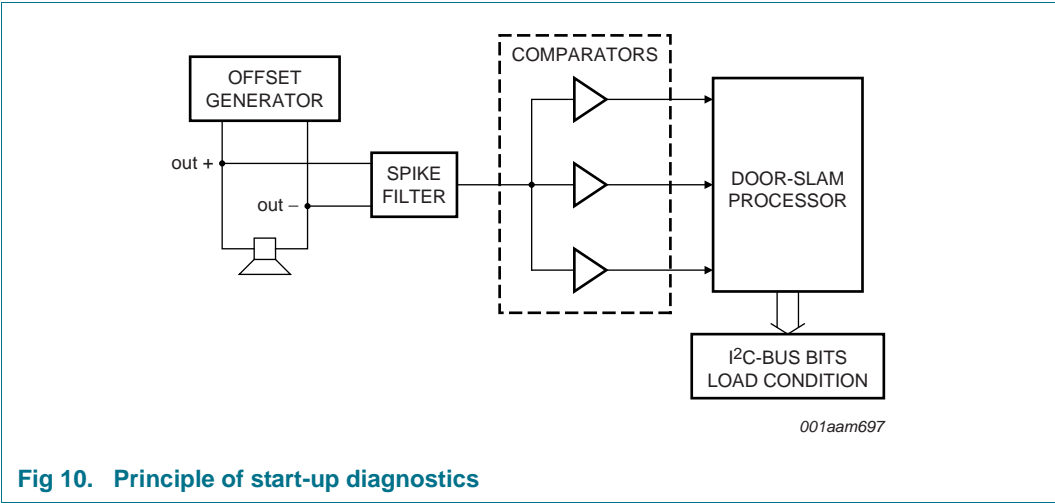 COMPARATORS
OFFSET
GENERATOR
out +
out −
SPIKE
FILTER
DOOR-SLAM
PROCESSOR
I²C-BUS BITS
LOAD CONDITION
001aam697
Fig 10. Principle of start-up diagnostics